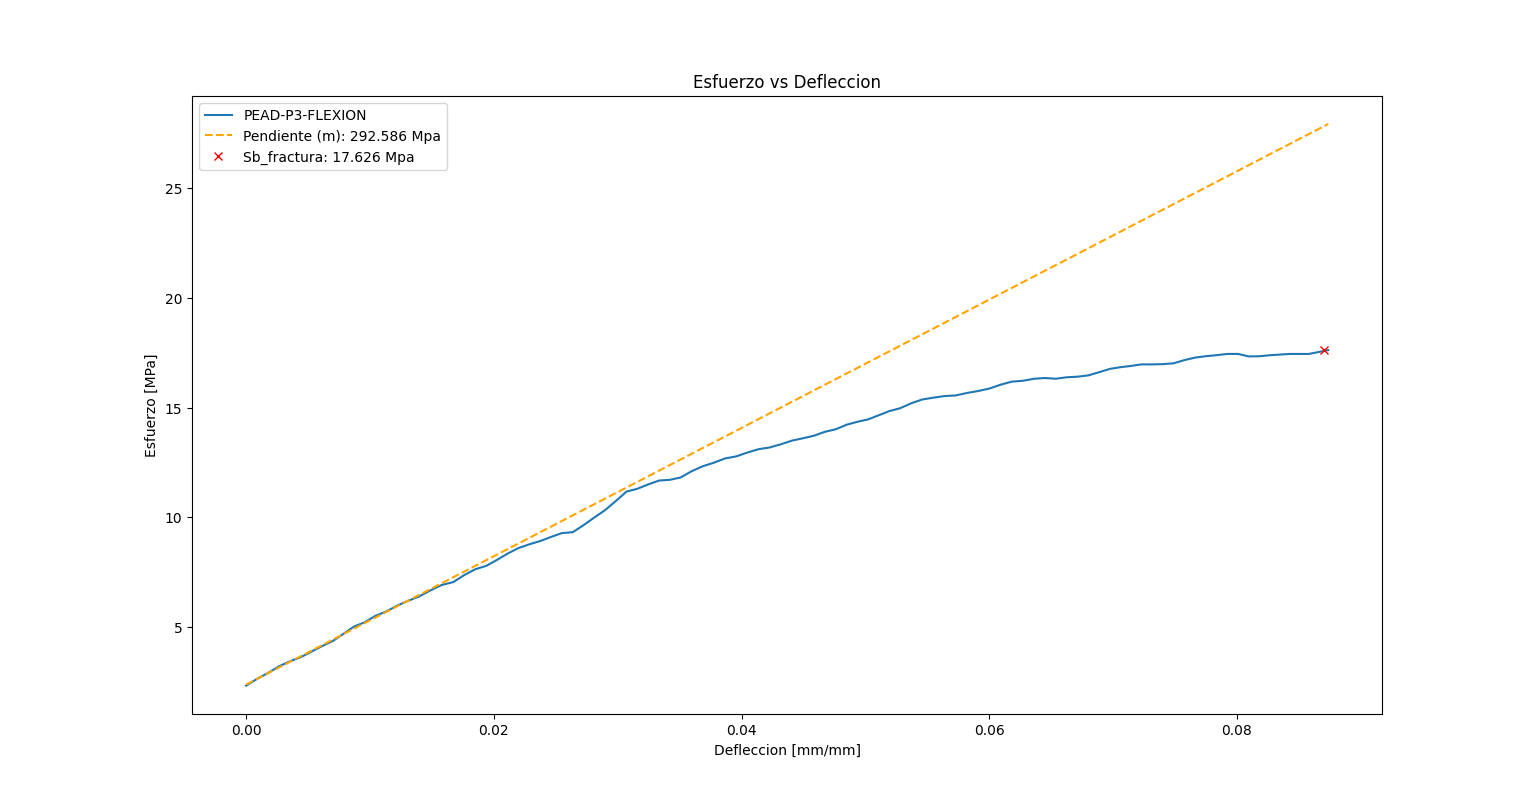 Esfuerzo vs Defleccion
PEAD-P3-FLEXION
Pendiente (m): 292.586 Mpa
Sb_fractura: 17.626 Mpa
25
20
15
10
5
Esfuerzo [MPa]
0.00 0.02 0.04 0.06 0.08
Defleccion [mm/mm]